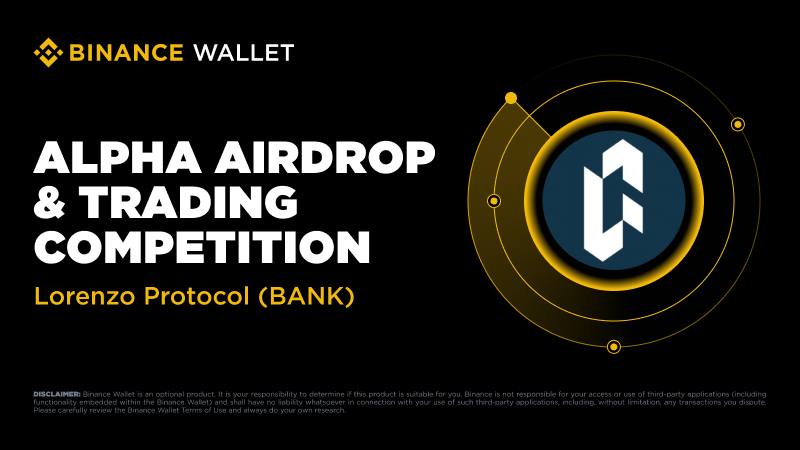 BINANCE WALLET
ALPHA AIRDROP
& TRADING
COMPETITION
Lorenzo Protocol (BANK)
DISCLAIMER: Binance Wallet is an optional product. It is your responsibility to determine if this product is suitable for you. Binance is not responsible for your access or use of third-party applications (including
functionality embedded within the Binance Wallet) and shall have no liability whatsoever in connection with your use of such third-party applications, including, without limitation, any transactions you dispute.
Please carefully review the Binance Wallet Terms of Use and always do your own research.